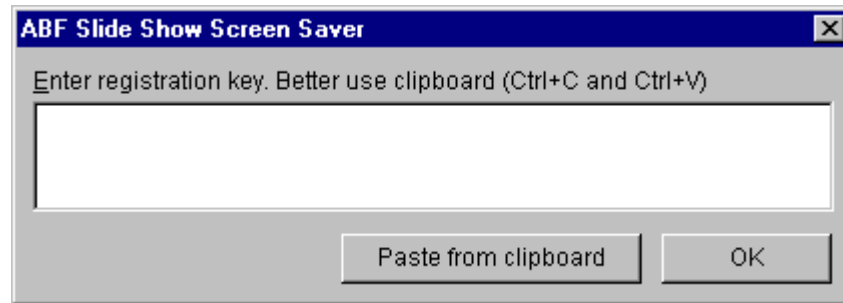 ABF Slide Show Screen Saver
Enter registration key. Better use clipboard (Ctrl+C and Ctrl+V)
Paste from clipboard
OK